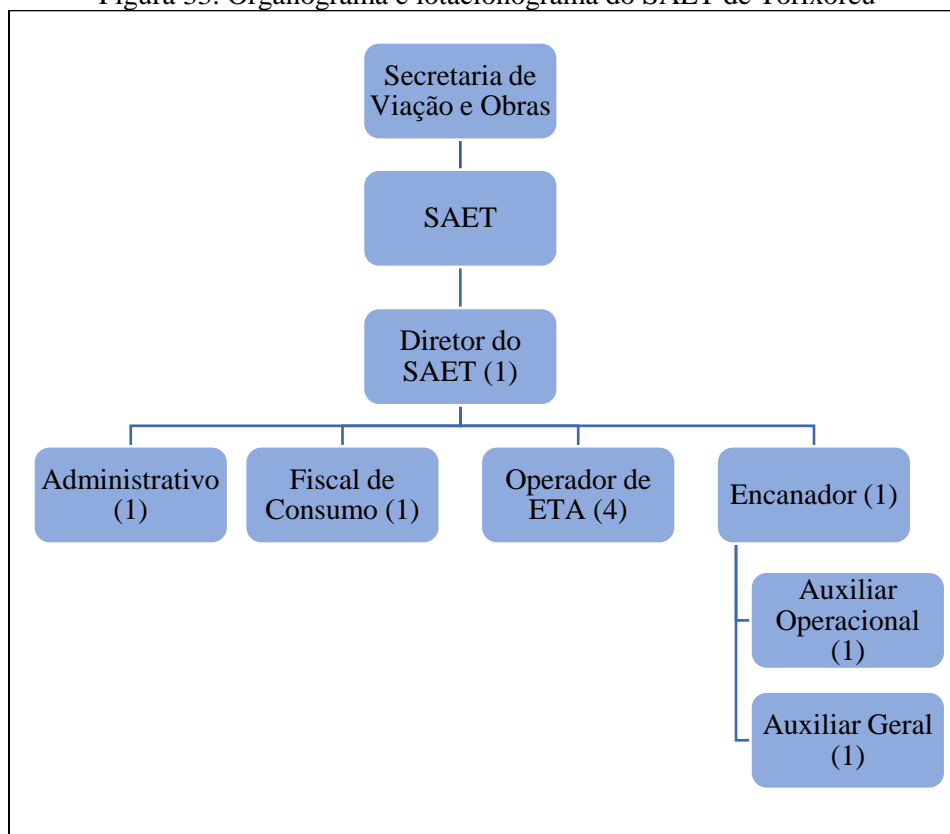 Figura 33. Organograma e lotacionograma do SAET de Torixoréu
Secretaria de
Viação e Obras
SAET
Diretor do
SAET (1)
Administrativo
(1)
Fiscal de
Consumo (1)
Operador de
ETA (4)
Encanador (1)
Auxiliar
Operacional
(1)
Auxiliar Geral
(1)